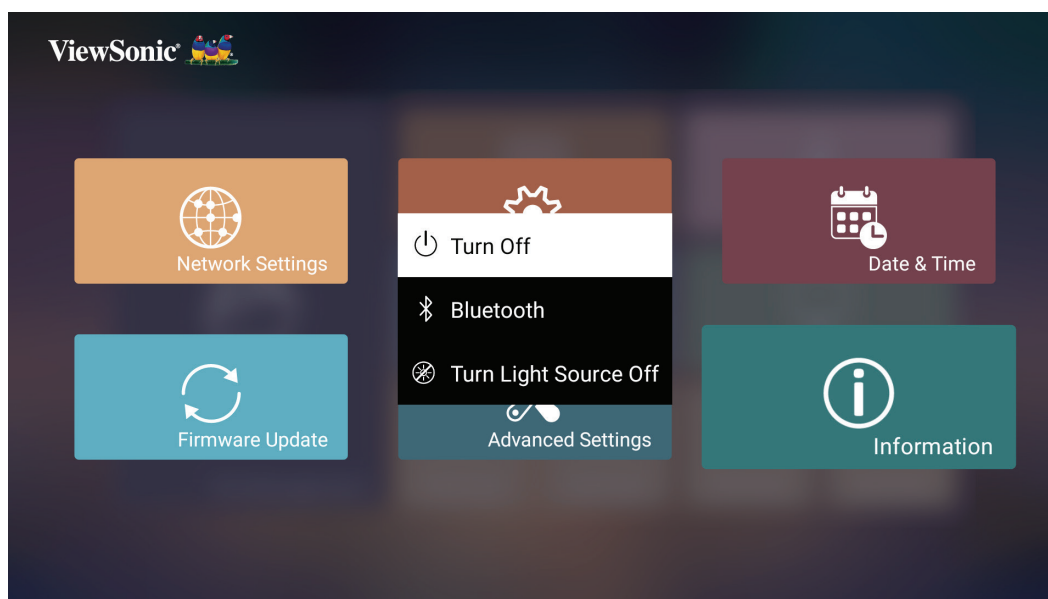 ViewSonic®
Network Settings
Turn Off
Date & Time
Bluetooth
Turn Light Source Off
Firmware Update
Advanced Settings
Information